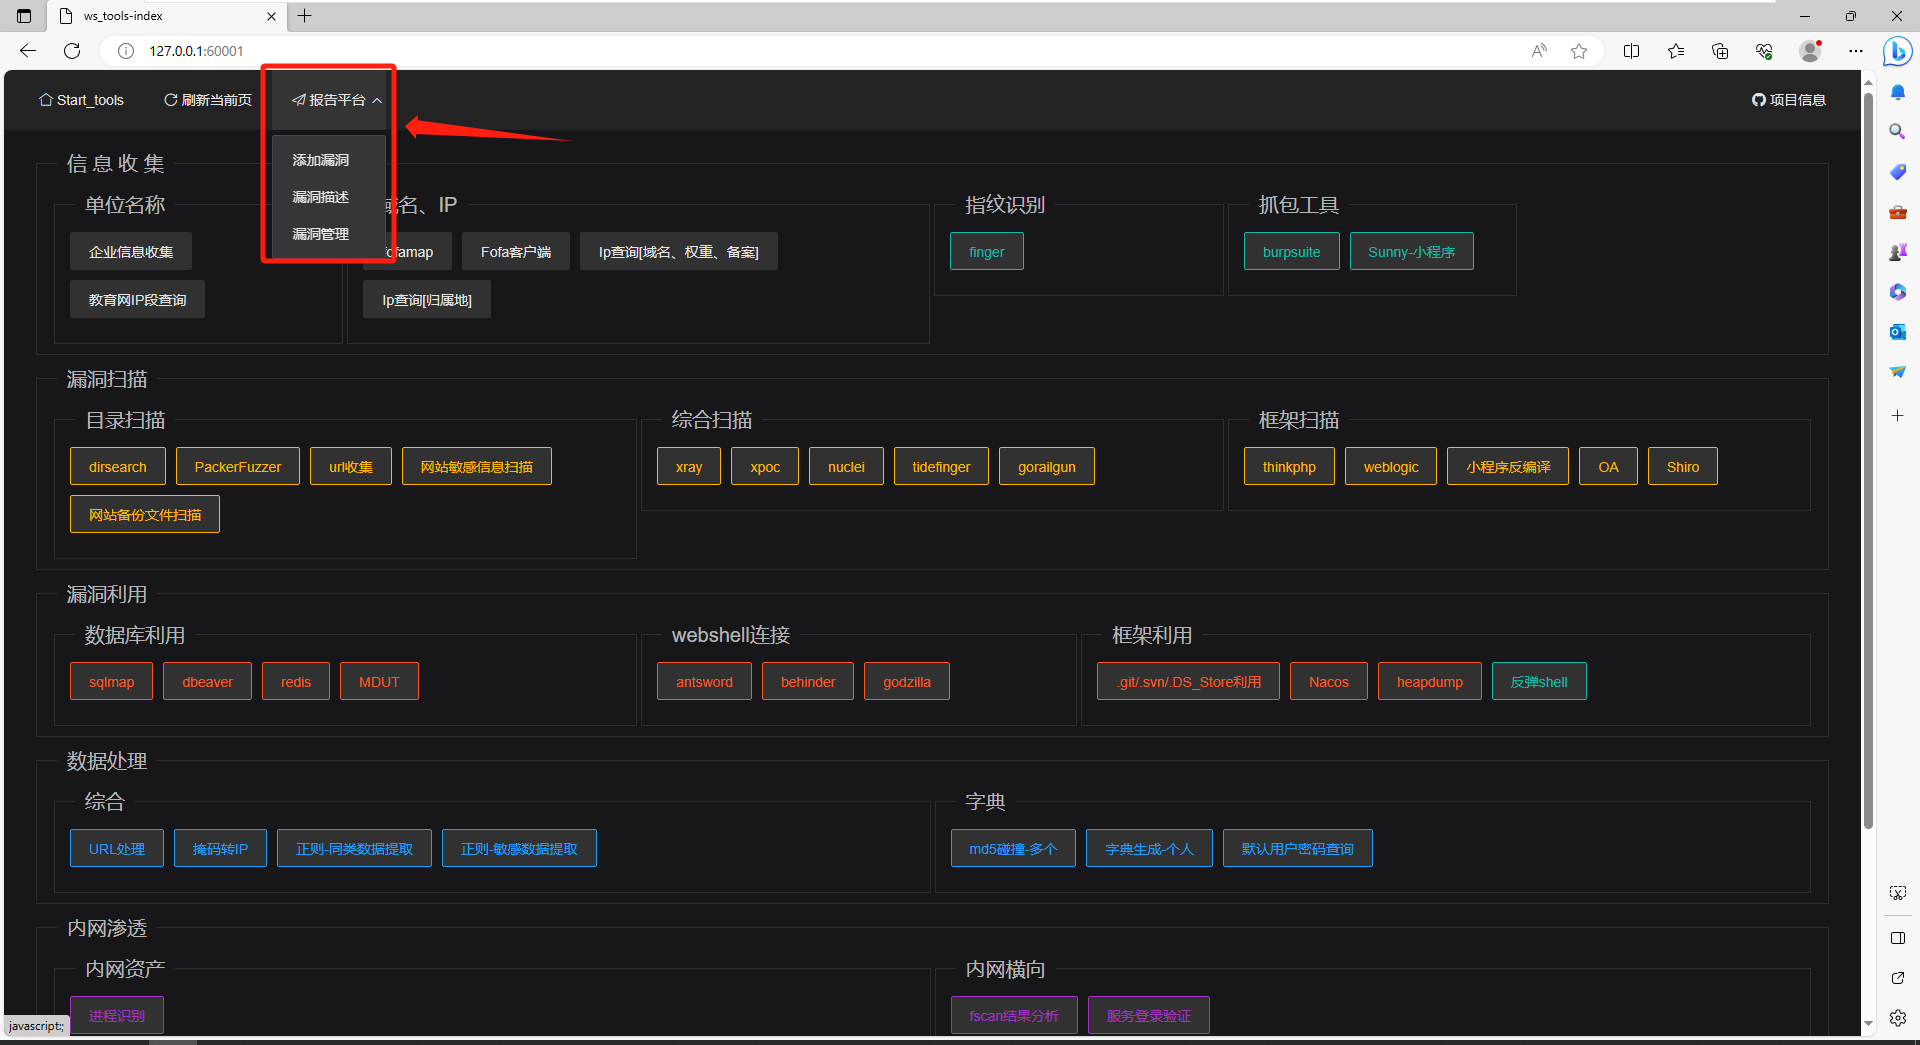 ws_tools-index
127.0.0.1:60001
Start_tools
刷新当前页
报告平台
项目信息
添加漏洞
漏洞描述
漏洞管理
信 息 收 集
单位名称
企业信息收集
教育网IP段查询
域名、IP
Fofamap
Fofa客户端
Ip查询[域名、权重、备案]
Ip查询[归属地]
指纹识别
finger
抓包工具
burpsuite
Sunny-小程序
漏洞扫描
目录扫描
dirsearch
PackerFuzzer
url收集
网站敏感信息扫描
网站备份文件扫描
综合扫描
xray
xpoc
nuclei
tidefinger
gorailgun
框架扫描
thinkphp
weblogic
小程序反编译
OA
Shiro
漏洞利用
数据库利用
sqlmap
dbeaver
redis
MDUT
webshell连接
antsword
behinder
godzilla
框架利用
.git/.svn/.DS_Store利用
Nacos
heapdump
反弹shell
数据处理
综合
URL处理
掩码转IP
正则-同类数据提取
正则-敏感数据提取
字典
md5碰撞-多个
字典生成-个人
默认用户密码查询
内网渗透
内网资产
进程识别
内网横向
fscan结果分析
服务登录验证
javascript:;